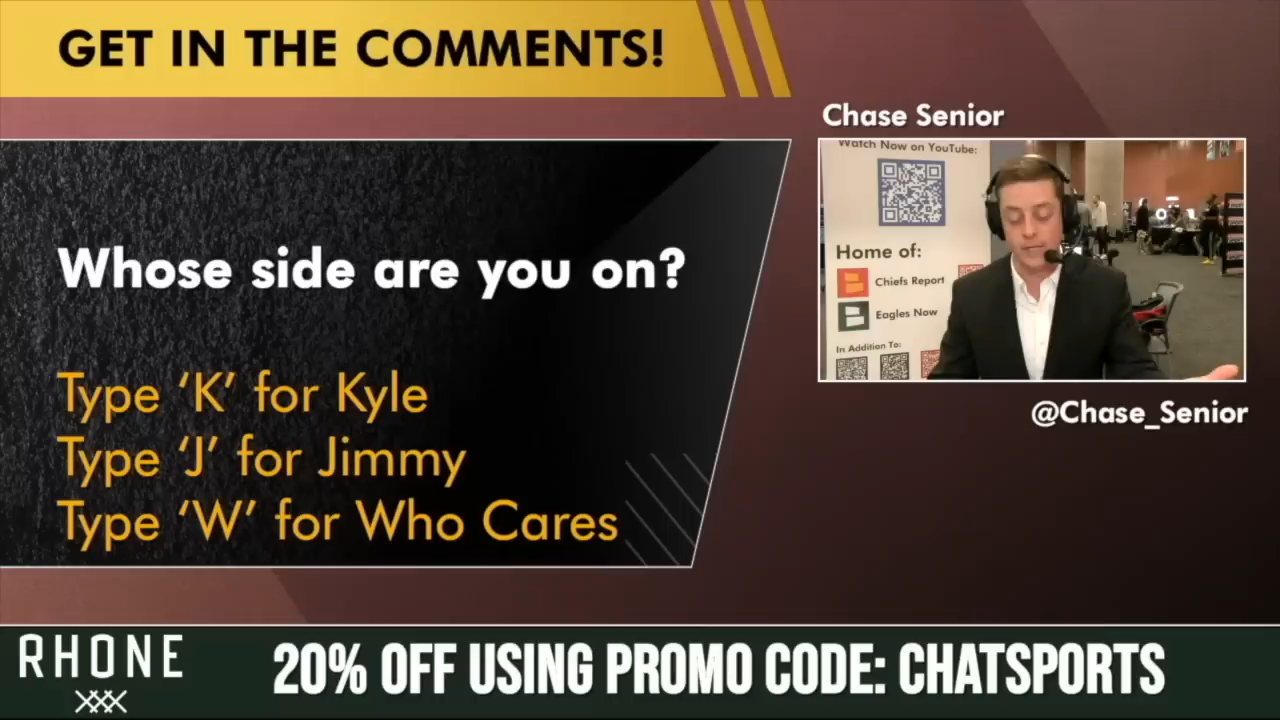 GET IN THE COMMENTS!
Whose side are you on?
Type ‘K’ for Kyle
Type ‘J’ for Jimmy
Type ‘W’ for Who Cares
Chase Senior
Watch Now on YouTube:
Home of:
Chiefs Report
Eagles Now
In Addition To:
@Chase_Senior
RHONE
20% OFF USING PROMO CODE: CHATSPORTS